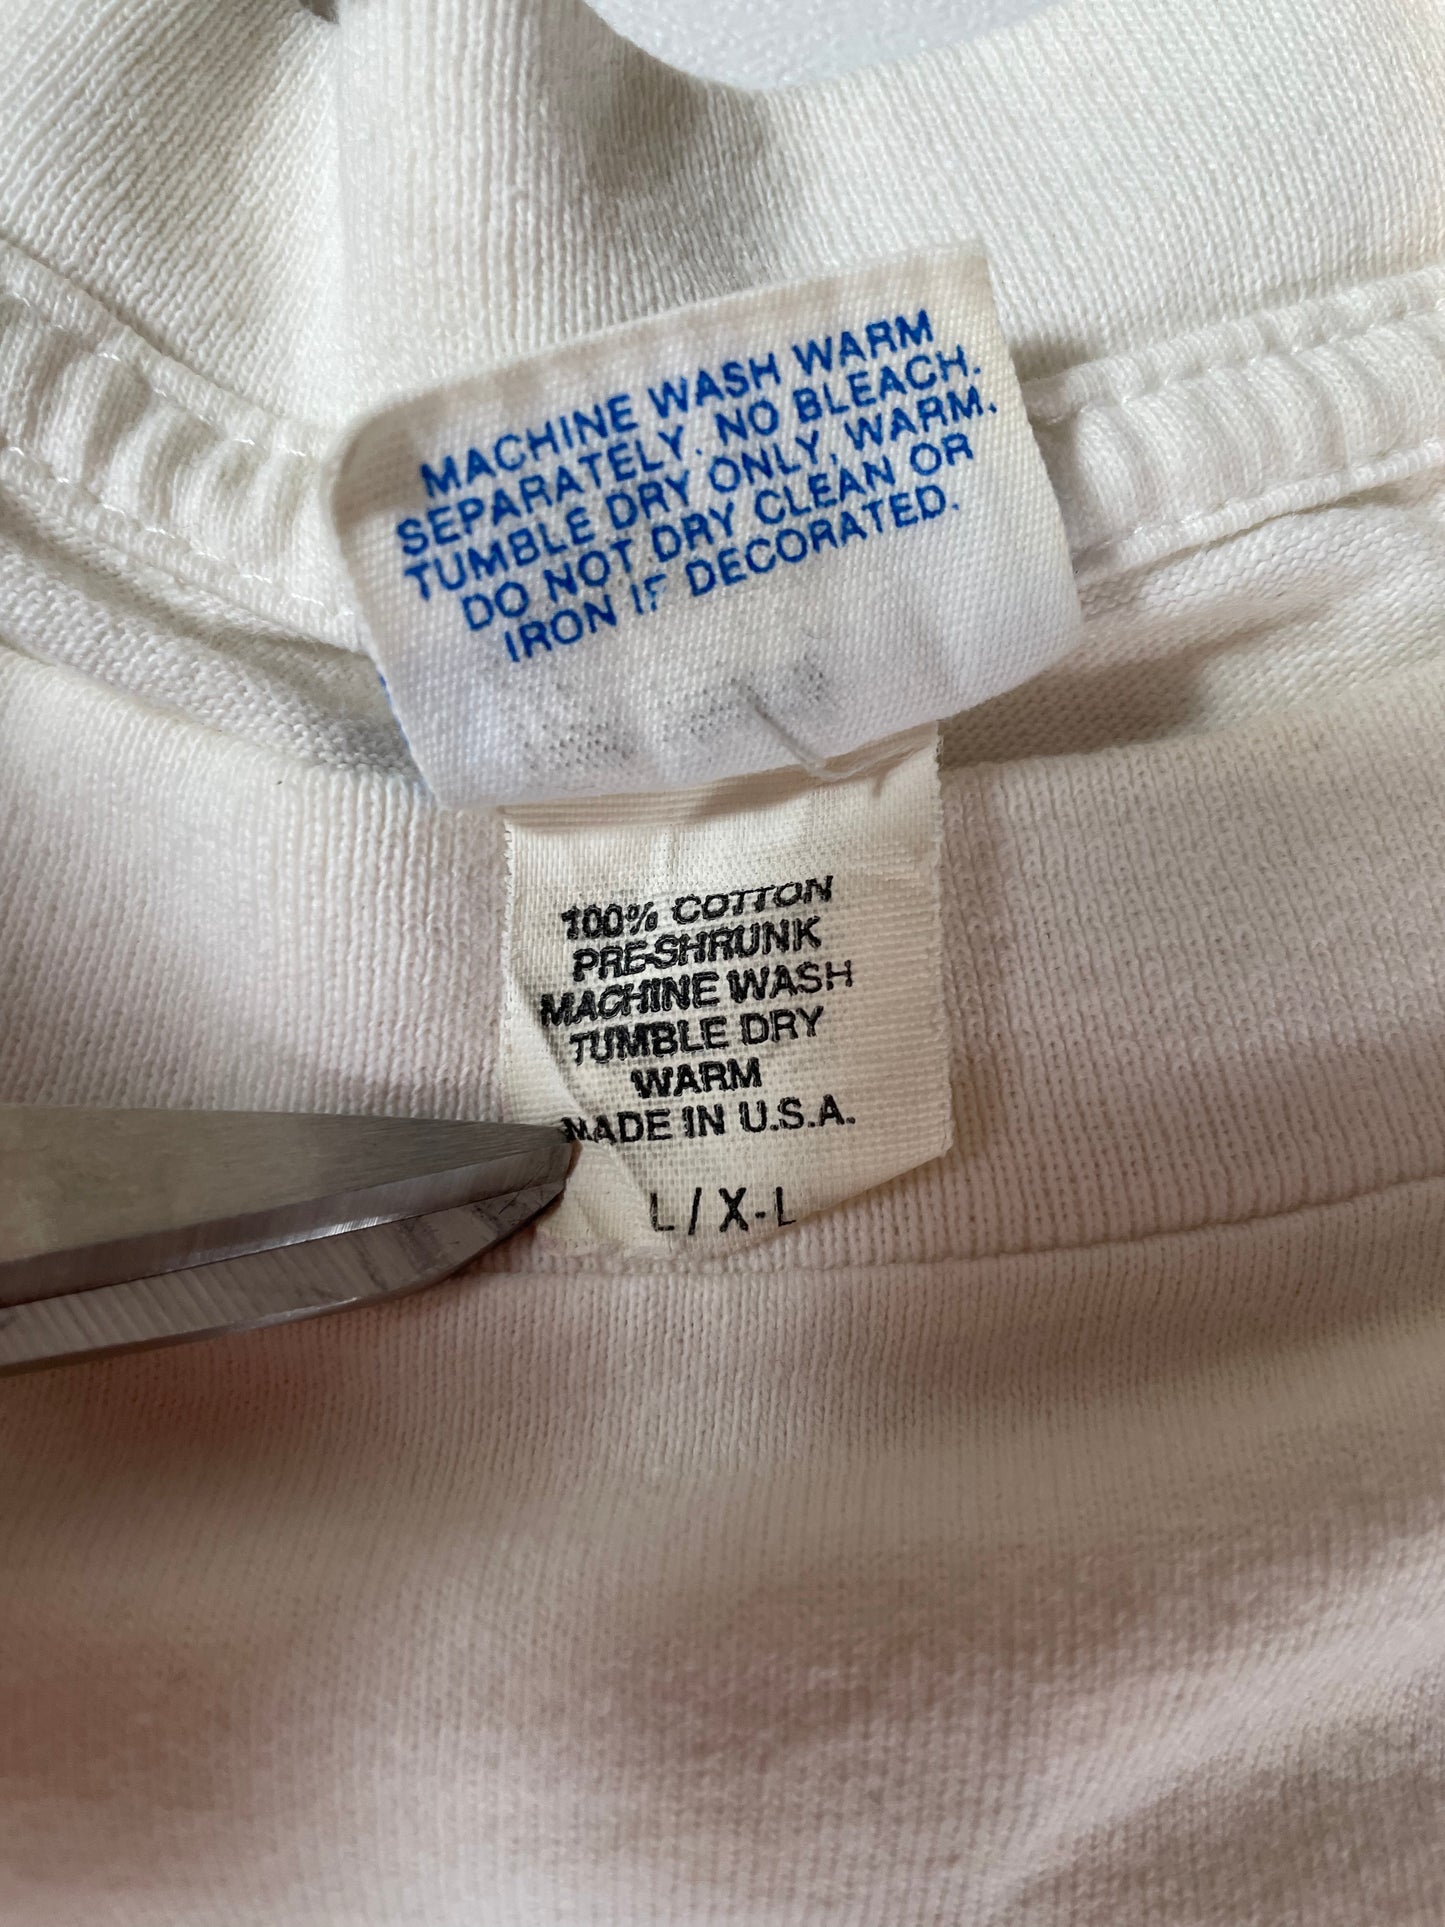 MACHINE WASH WARM
SEPARATELY. NO BLEACH.
TUMBLE DRY ONLY, WARM.
DO NOT DRY CLEAN OR
IRON IF DECORATED.
100% COTTON
PRE-SHRUNK
MACHINE WASH
TUMBLE DRY
WARM
MADE IN U.S.A.
L/X-L